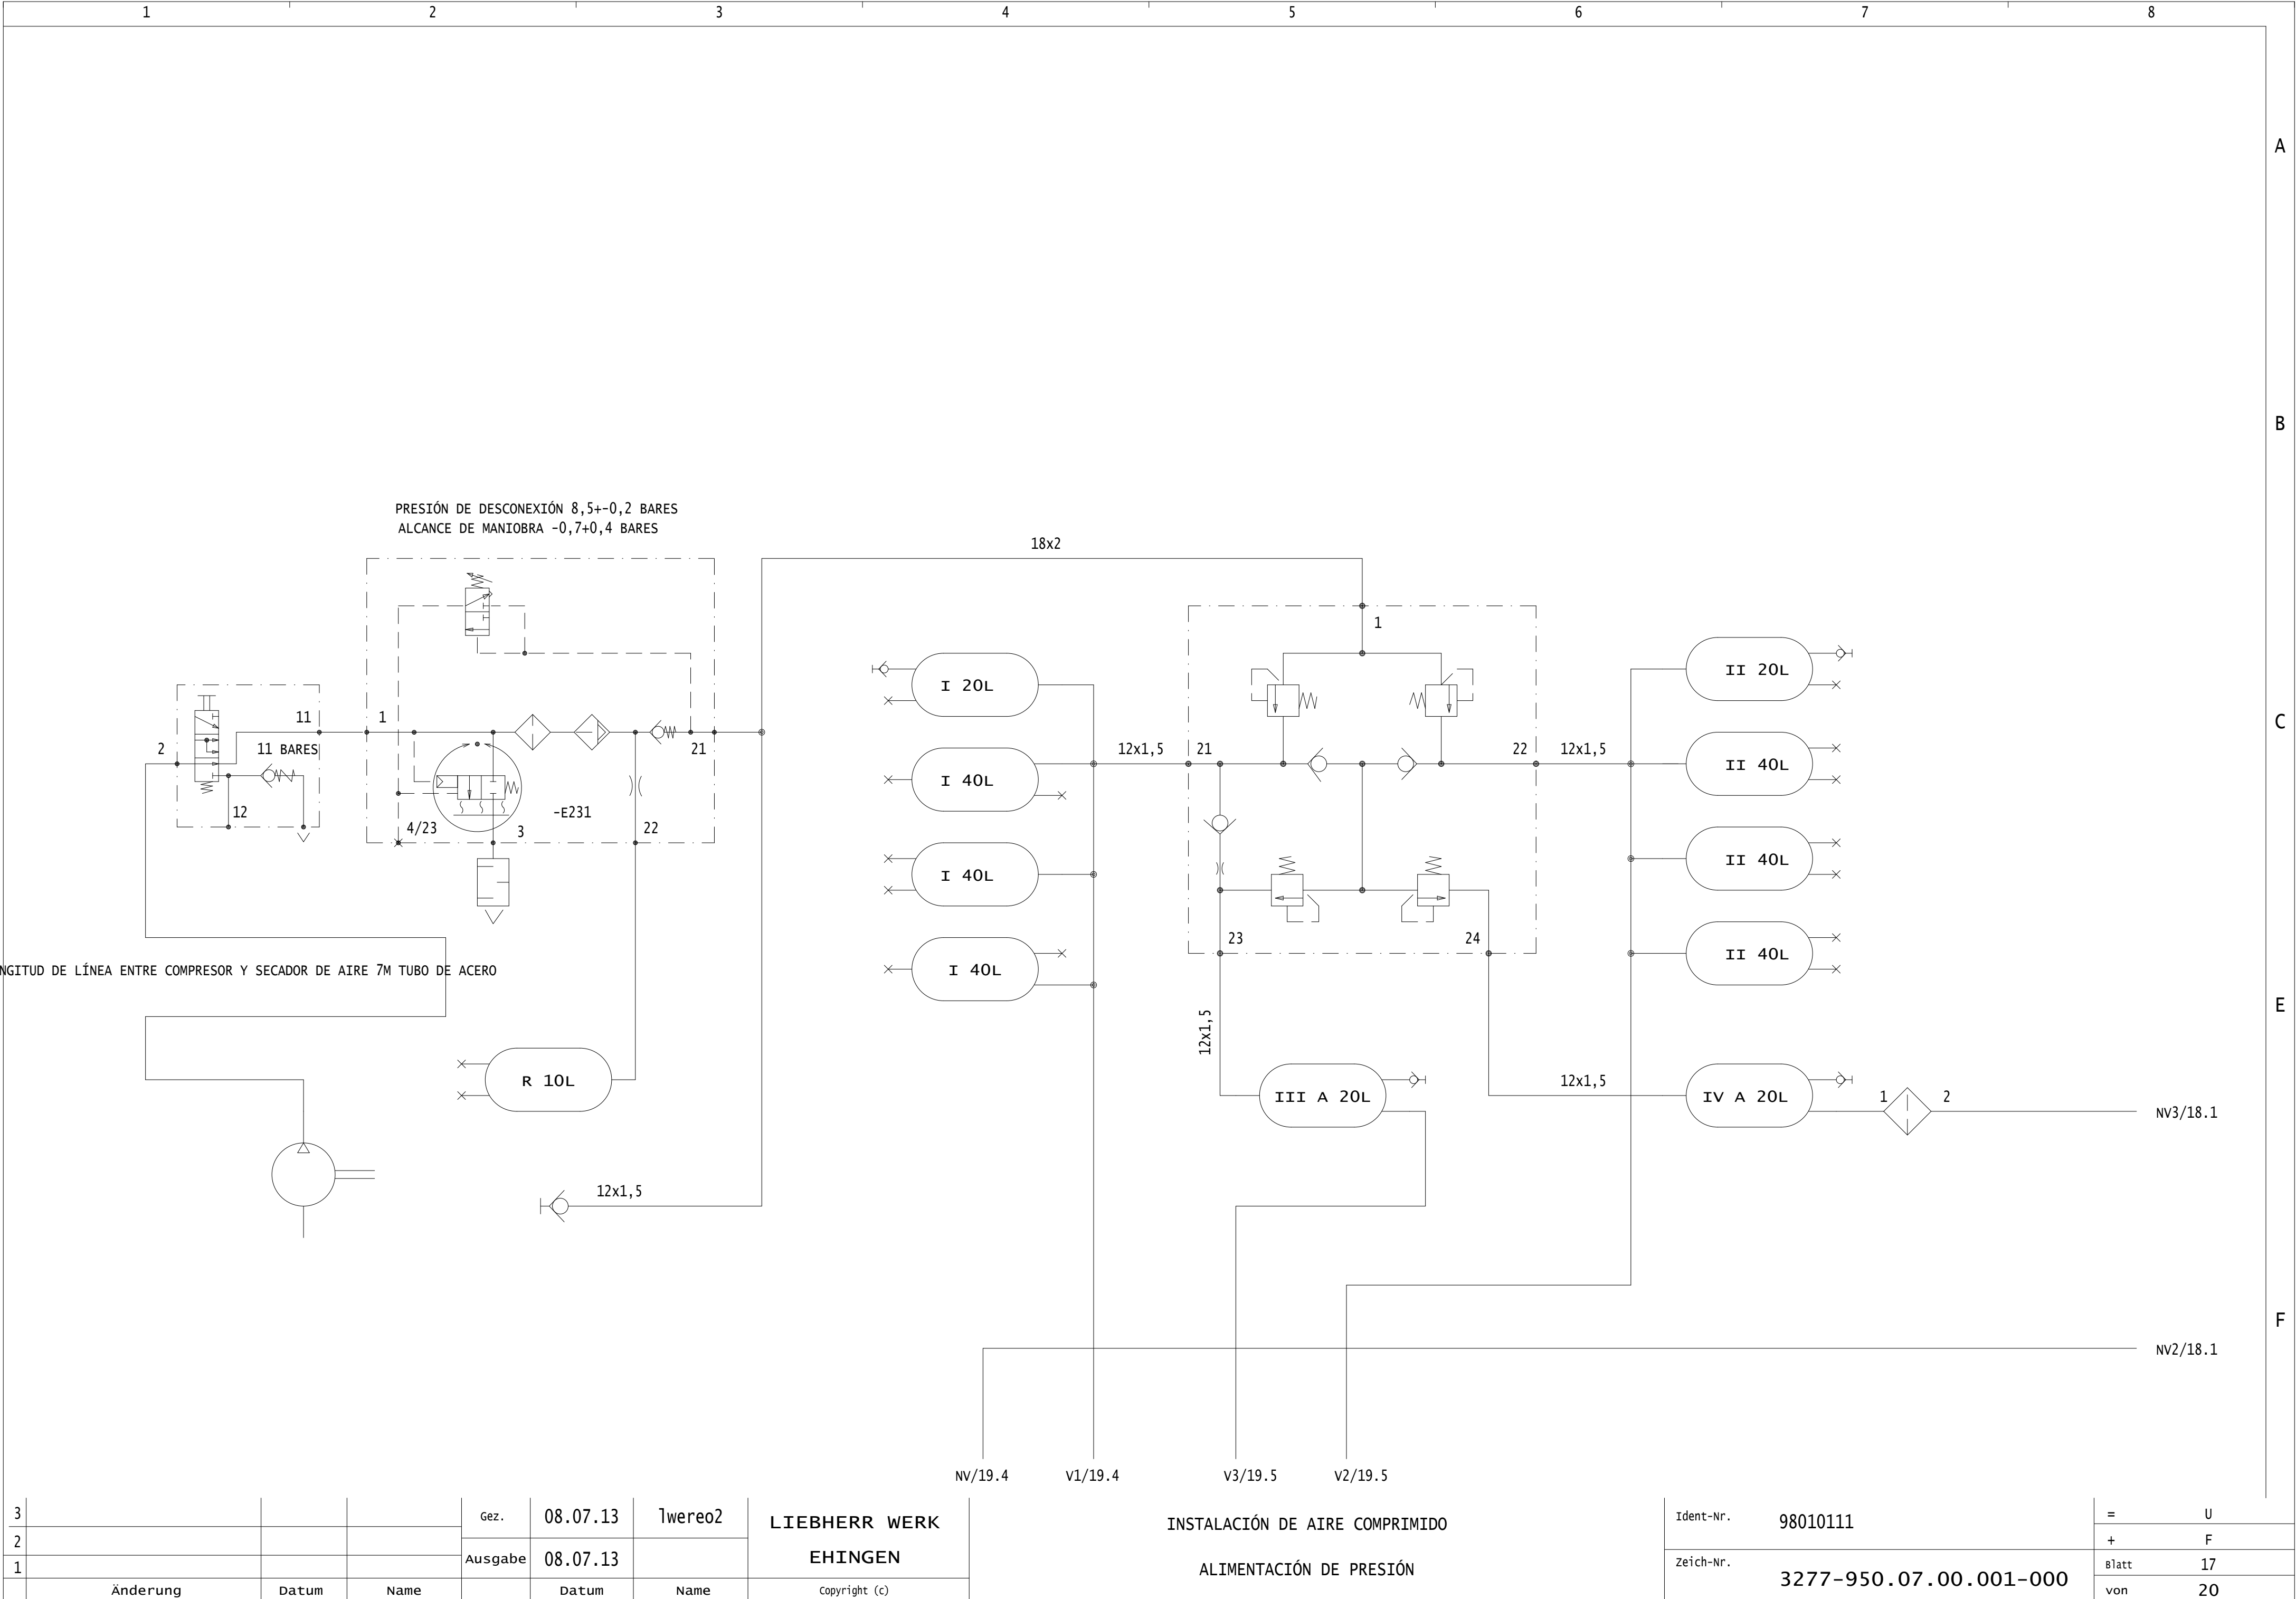 1 2 3 4 5 6 7 8
A
B
C
E
F
PRESIÓN DE DESCONEXIÓN 8,5+-0,2 BARES
ALCANCE DE MANIOBRA -0,7+0,4 BARES
18x2
1
I 20L
II 20L
11
1
2
11 BARES
21
12x1,5
21
22
12x1,5
I 40L
II 40L
12
-E231
4/23
3
22
I 40L
II 40L
23
24
NGITUD DE LÍNEA ENTRE COMPRESOR Y SECADOR DE AIRE 7M TUBO DE ACERO
I 40L
II 40L
12x1,5
R 10L
III A 20L
12x1,5
IV A 20L
1
2
NV3/18.1
12x1,5
NV2/18.1
NV/19.4
V1/19.4
V3/19.5
V2/19.5
3
2
1
Änderung
Datum
Name
Gez.
08.07.13
lwereo2
Ausgabe
08.07.13
Datum
Name
LIEBHERR WERK
EHINGEN
Copyright (c)
INSTALACIÓN DE AIRE COMPRIMIDO
ALIMENTACIÓN DE PRESIÓN
Ident-Nr.
98010111
Zeich-Nr.
3277-950.07.00.001-000
= U
+ F
Blatt 17
von 20